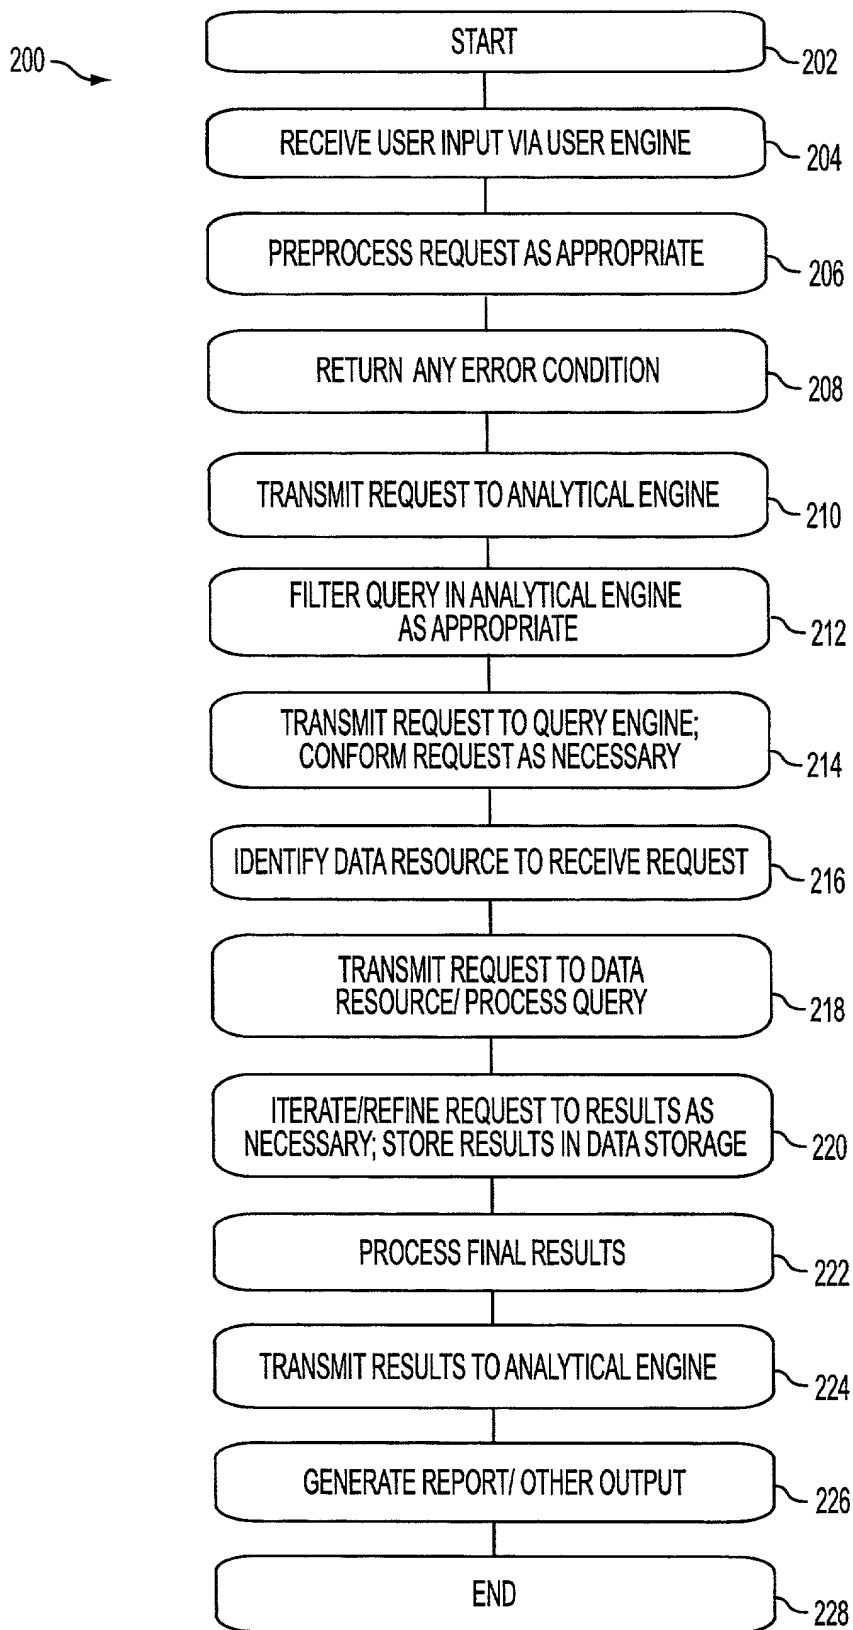 200
START
202
RECEIVE USER INPUT VIA USER ENGINE
204
PREPROCESS REQUEST AS APPROPRIATE
206
RETURN ANY ERROR CONDITION
208
TRANSMIT REQUEST TO ANALYTICAL ENGINE
210
FILTER QUERY IN ANALYTICAL ENGINE
AS APPROPRIATE
212
TRANSMIT REQUEST TO QUERY ENGINE;
CONFORM REQUEST AS NECESSARY
214
IDENTIFY DATA RESOURCE TO RECEIVE REQUEST
216
TRANSMIT REQUEST TO DATA
RESOURCE/ PROCESS QUERY
218
ITERATE/REFINE REQUEST TO RESULTS AS
NECESSARY; STORE RESULTS IN DATA STORAGE
220
PROCESS FINAL RESULTS
222
TRANSMIT RESULTS TO ANALYTICAL ENGINE
224
GENERATE REPORT/ OTHER OUTPUT
226
END
228